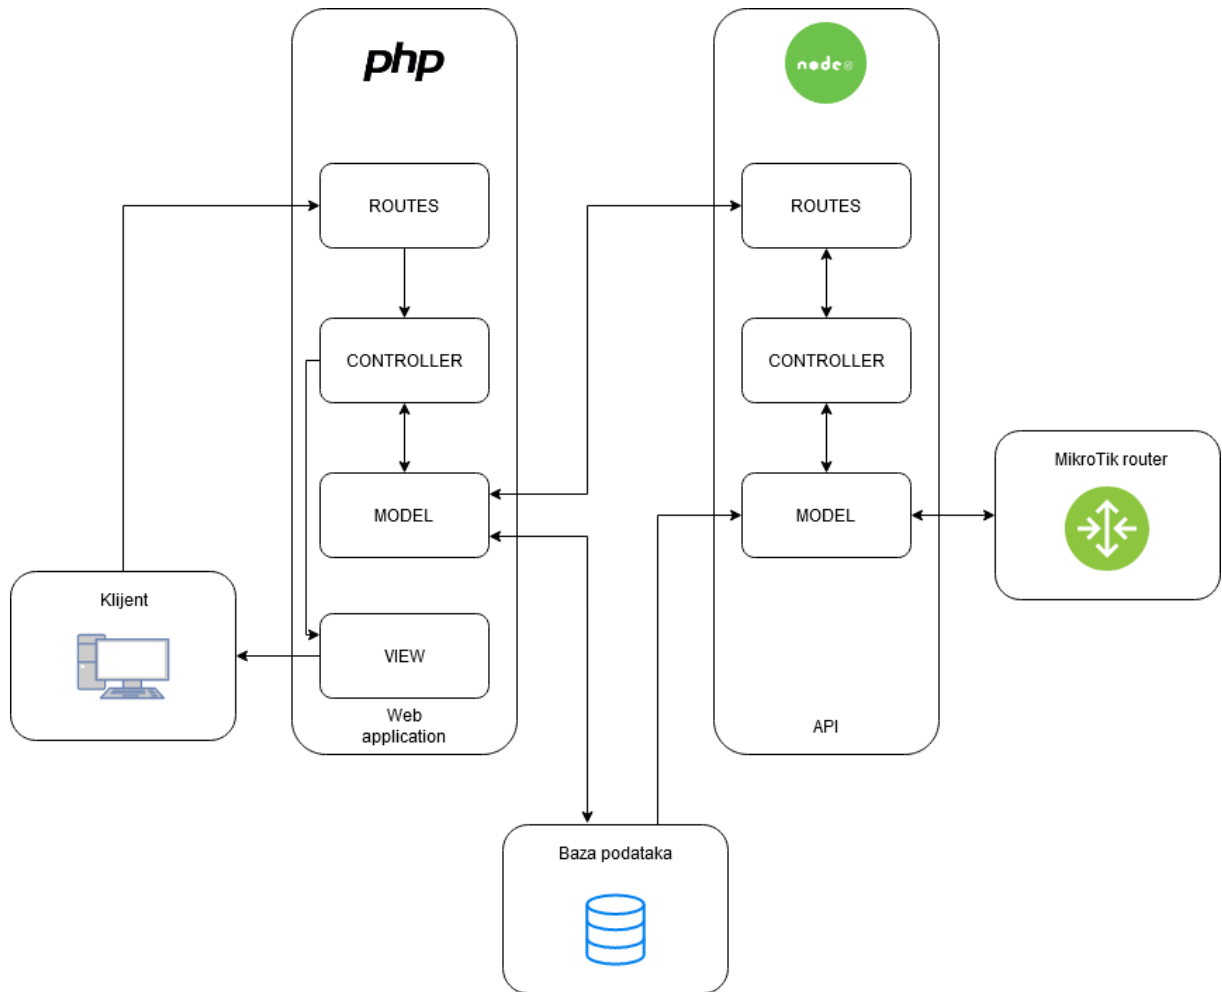 php
node
ROUTES
ROUTES
CONTROLLER
CONTROLLER
MikroTik router
MODEL
MODEL
Klijent
VIEW
Web
application
API
Baza podataka